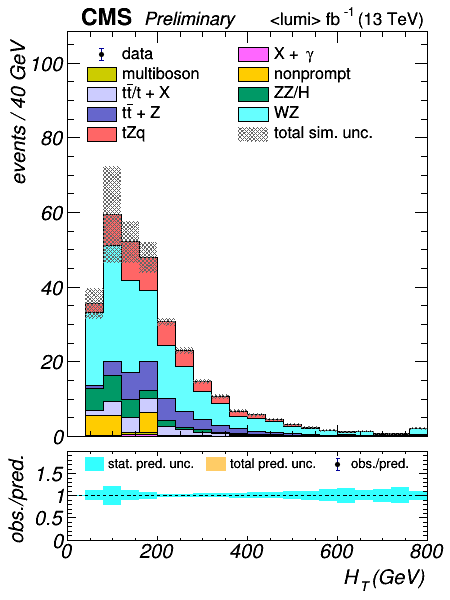 CMS Preliminary <lumi> fb⁻¹ (13 TeV)
events / 40 GeV
100
80
60
40
20
0
data
multiboson
tt̄/t + X
tt̄ + Z
tZq
X + γ
nonprompt
ZZ/H
WZ
total sim. unc.
obs./pred.
1.5
1
0.5
0
stat. pred. unc. total pred. unc. obs./pred.
0 200 400 600 800
H_T (GeV)